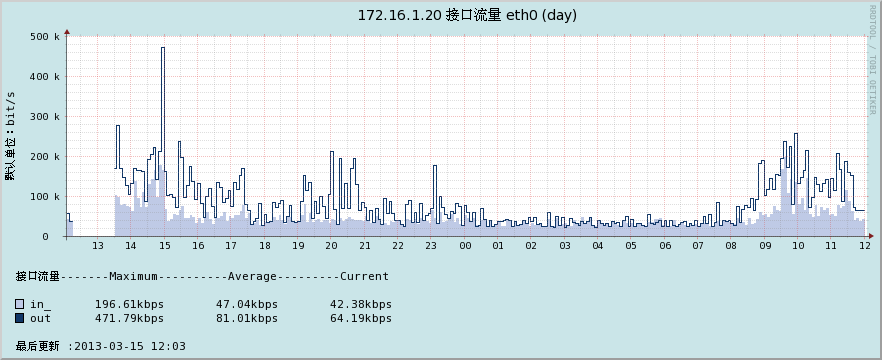 172.16.1.20 接口流量 eth0 (day)
RRDTOOL / TOBI OETIKER
默认单位：bit/s
500 k
400 k
300 k
200 k
100 k
0
13 14 15 16 17 18 19 20 21 22 23 00 01 02 03 04 05 06 07 08 09 10 11 12
接口流量-------Maximum----------Average---------Current
in_ 196.61kbps 47.04kbps 42.38kbps
out 471.79kbps 81.01kbps 64.19kbps
最后更新 :2013-03-15 12:03